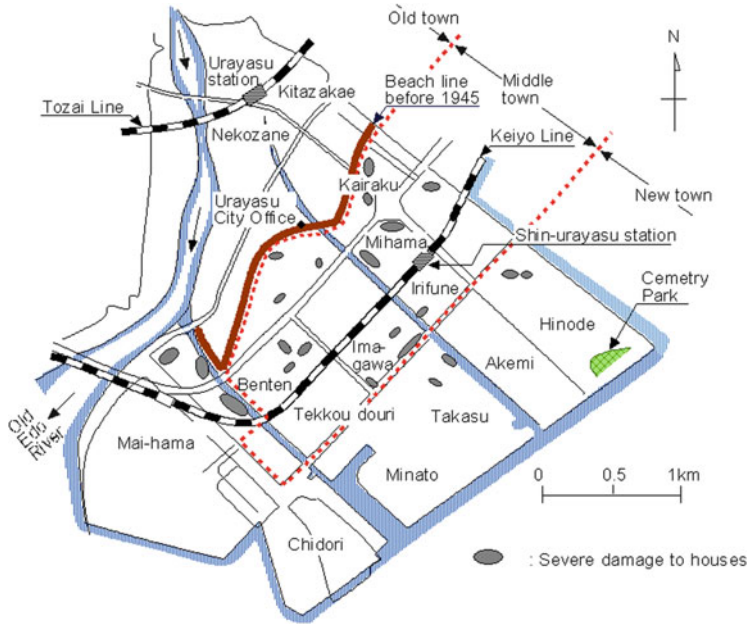 Old town
N
Urayasu
station
Kitazakae
Beach line
before 1945
Middle
town
Tozai Line
Nekozane
Keiyo Line
Kairaku
New town
Urayasu
City Office
Mihama
Shin-urayasu station
Irifune
Cemetry
Park
Hinode
Ima-
gawa
Akemi
Benten
Tekkou douri
Takasu
Old
Edo
River
Mai-hama
Minato
0 0.5 1km
Chidori
: Severe damage to houses